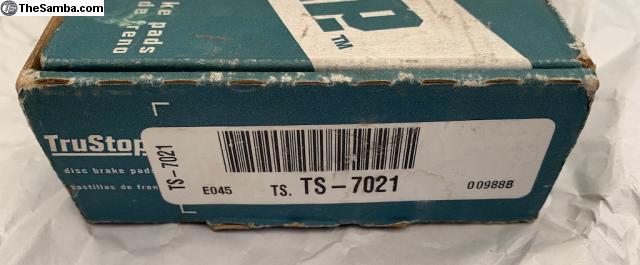 TheSamba.com
ke pads
de freno
TM
TruStop
disc brake pad
pastillas de fren
TS-7021
E045
TS. TS-7021
00988B